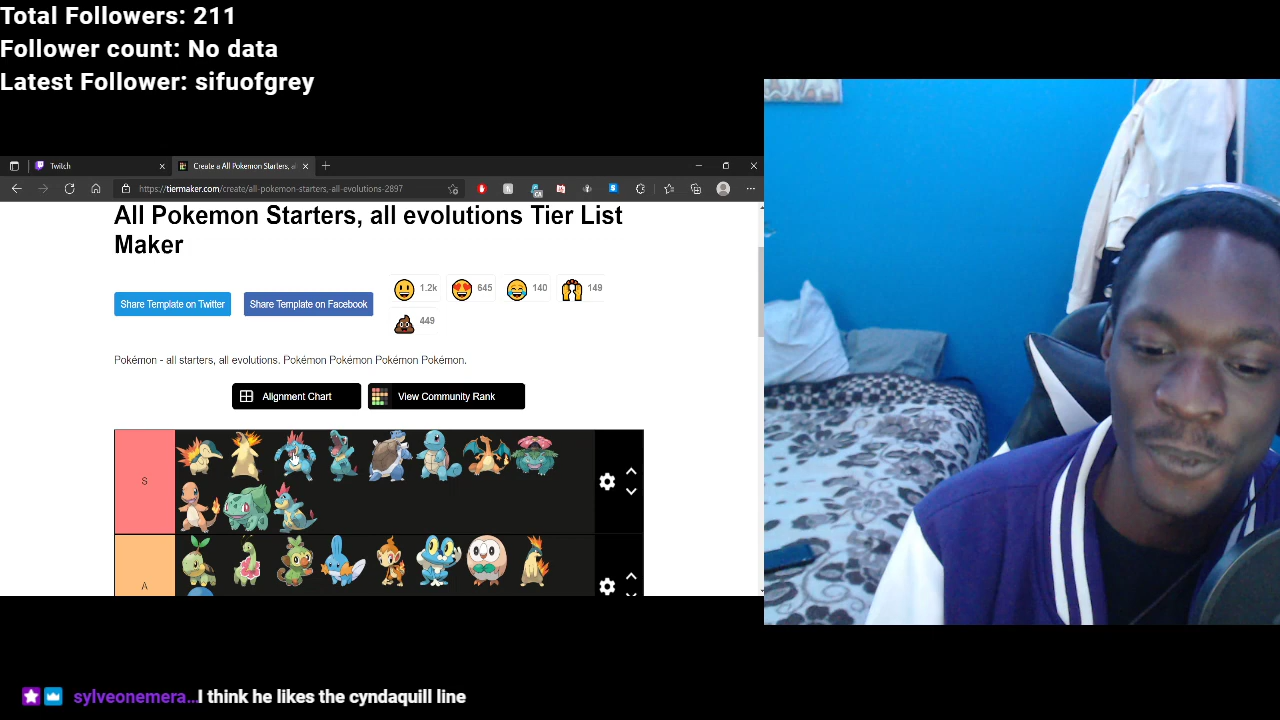 Total Followers: 211
Follower count: No data
Latest Follower: sifuofgrey
Twitch
Create a All Pokemon Starters, a
https://tiermaker.com/create/all-pokemon-starters,-all-evolutions-2897
All Pokemon Starters, all evolutions Tier List
Maker
Share Template on Twitter
Share Template on Facebook
1.2k
645
140
149
449
Pokémon - all starters, all evolutions. Pokémon Pokémon Pokémon Pokémon.
Alignment Chart
View Community Rank
S
A
sylveonemera... I think he likes the cyndaquill line